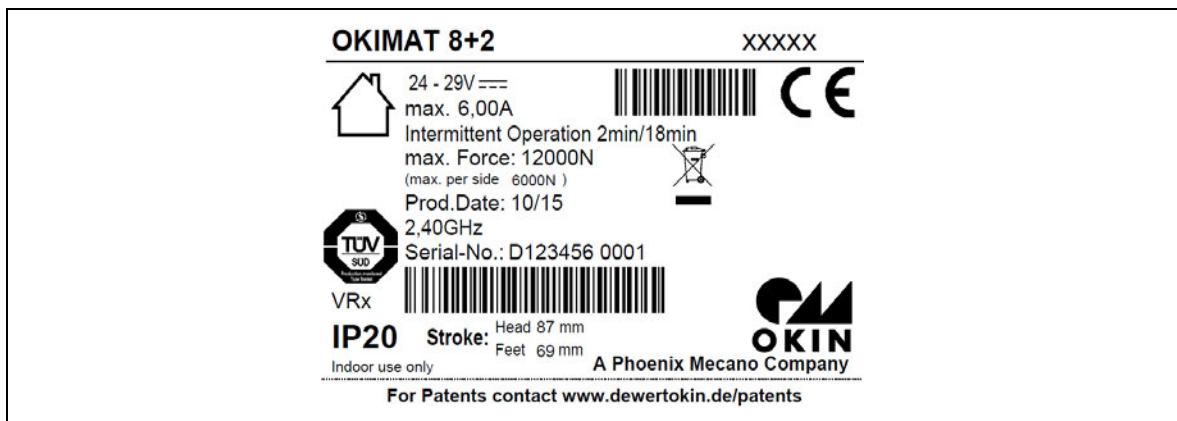 OKIMAT 8+2 XXXXX
24 - 29V
max. 6,00A
CE
Intermittent Operation 2min/18min
max. Force: 12000N
(max. per side 6000N )
Prod.Date: 10/15
2,40GHz
TÜV
SUD
Serial-No.: D123456 0001
VRx
IP20 Stroke: Head 87 mm
Feet 69 mm
OKIN
Indoor use only A Phoenix Mecano Company
For Patents contact www.dewertokin.de/patents